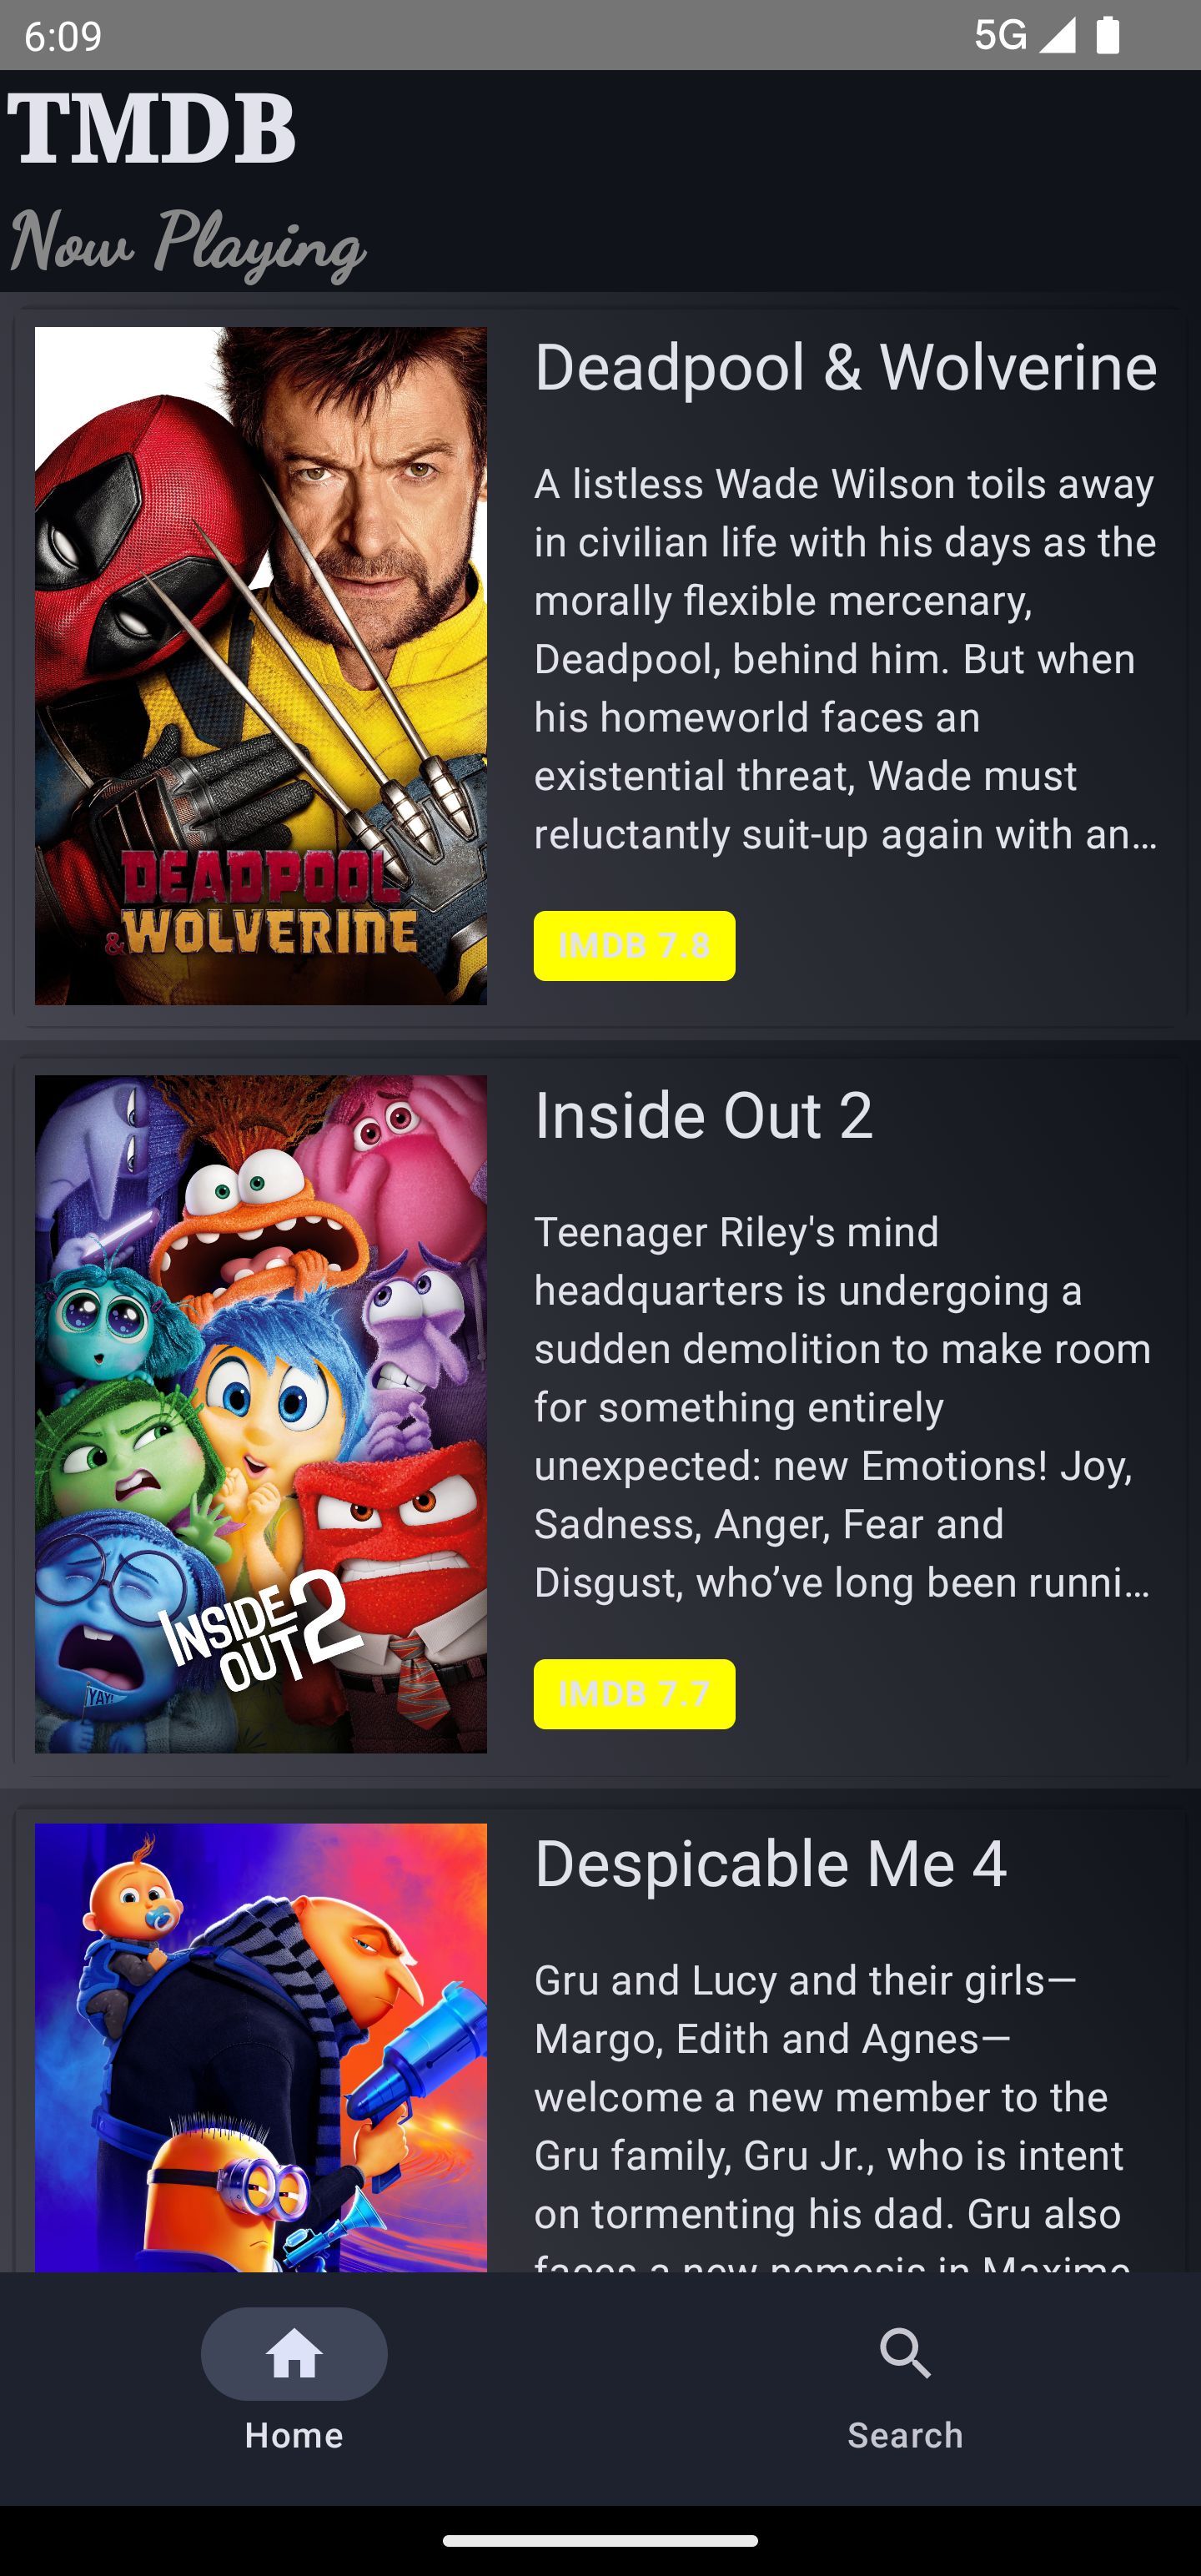 6:09
5G
TMDB
Now Playing
DEADPOOL
&WOLVERINE
Deadpool & Wolverine
A listless Wade Wilson toils away
in civilian life with his days as the
morally flexible mercenary,
Deadpool, behind him. But when
his homeworld faces an
existential threat, Wade must
reluctantly suit-up again with an…
IMDB 7.8
YAY!
INSIDE
OUT 2
Inside Out 2
Teenager Riley's mind
headquarters is undergoing a
sudden demolition to make room
for something entirely
unexpected: new Emotions! Joy,
Sadness, Anger, Fear and
Disgust, who’ve long been runni…
IMDB 7.7
Despicable Me 4
Gru and Lucy and their girls—
Margo, Edith and Agnes—
welcome a new member to the
Gru family, Gru Jr., who is intent
on tormenting his dad. Gru also
faces a new nemesis in Maxime
Home
Search